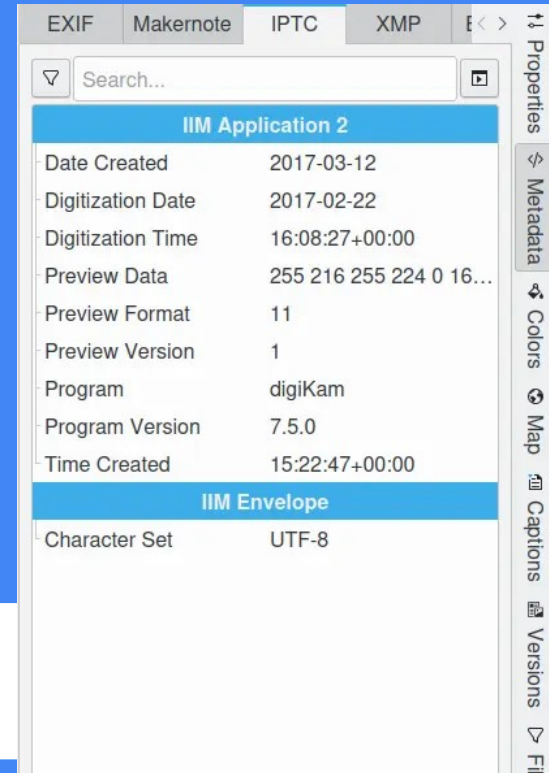 EXIF Makernote IPTC XMP
Search...
IIM Application 2
Date Created 2017-03-12
Digitization Date 2017-02-22
Digitization Time 16:08:27+00:00
Preview Data 255 216 255 224 0 16...
Preview Format 11
Preview Version 1
Program digiKam
Program Version 7.5.0
Time Created 15:22:47+00:00
IIM Envelope
Character Set UTF-8
Properties
Metadata
Colors
Map
Captions
Versions